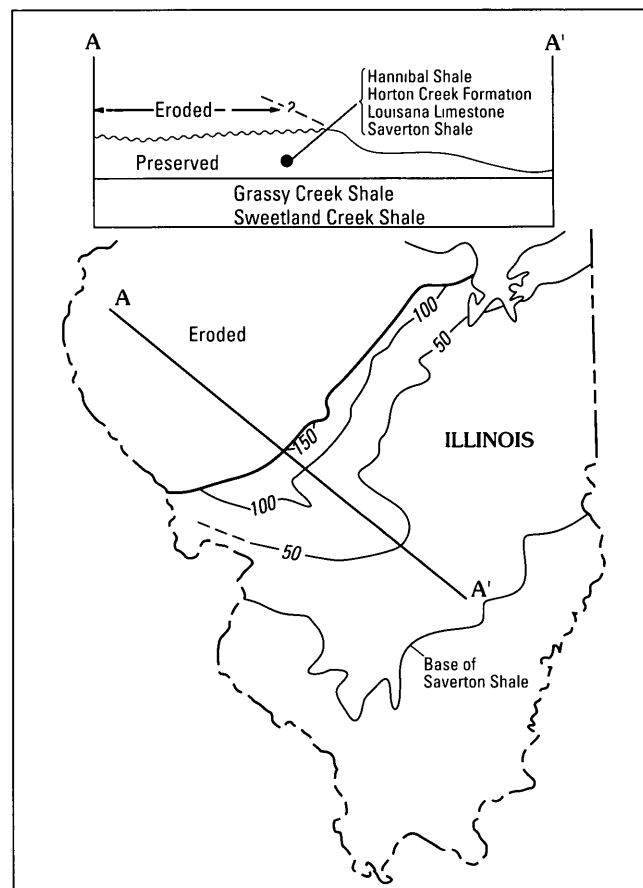 A
A'
Hannibal Shale
Horton Creek Formation
Louisana Limestone
Saverton Shale
Eroded
?
Preserved
Grassy Creek Shale
Sweetland Creek Shale
A
Eroded
100
50
150
ILLINOIS
100
50
A'
Base of
Saverton Shale